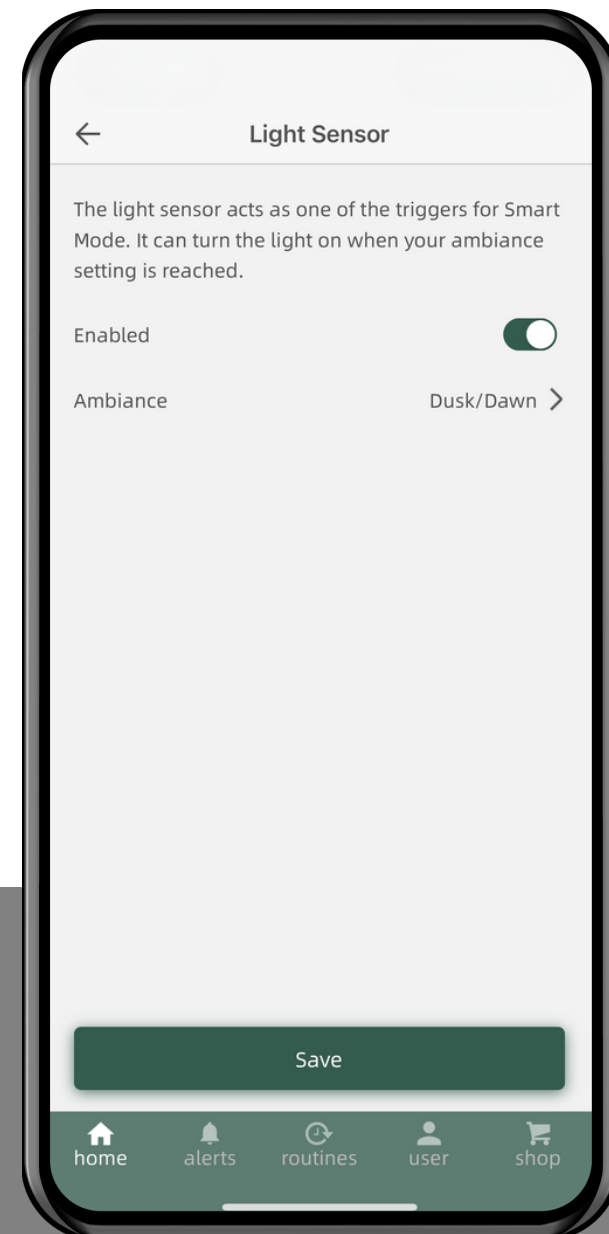 Light Sensor
The light sensor acts as one of the triggers for Smart
Mode. It can turn the light on when your ambiance
setting is reached.
Enabled
Ambiance Dusk/Dawn
Save
home alerts routines user shop